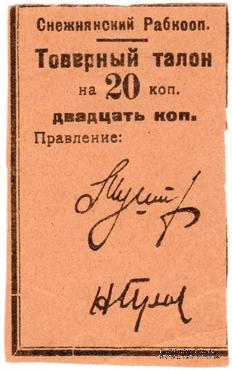 Снежнянский Рабкооп.
Товерный талон
на 20 коп.
двадцать коп.
Правление: